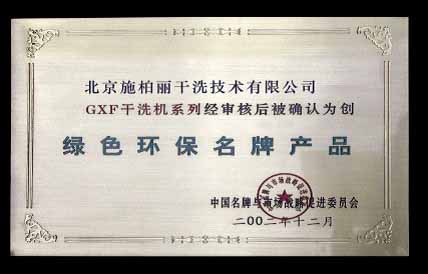 北京施柏丽干洗技术有限公司
GXF干洗机系列经审核后被确认为创
绿色环保名牌产品
中国名牌与市场战略促进委员会
二00二年十二月